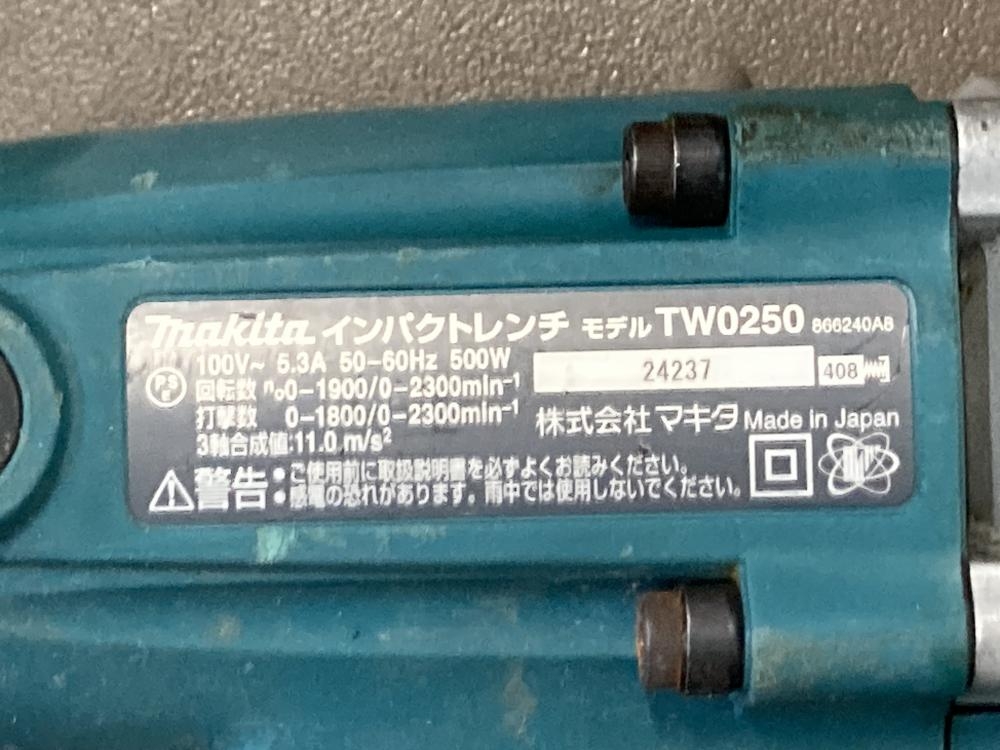 makita インパクトレンチ モデル TW0250 866240A8
100V~ 5.3A 50-60Hz 500W
PS E 回転数 n₀0-1900/0-2300min⁻¹ 24237 408
打撃数 0-1800/0-2300min⁻¹
株式会社 マキタ Made in Japan
3軸合成値:11.0 m/s²
警告 ・ご使用前に取扱説明書を必ずよくお読みください。
・感電の恐れがあります。雨中では使用しないでください。